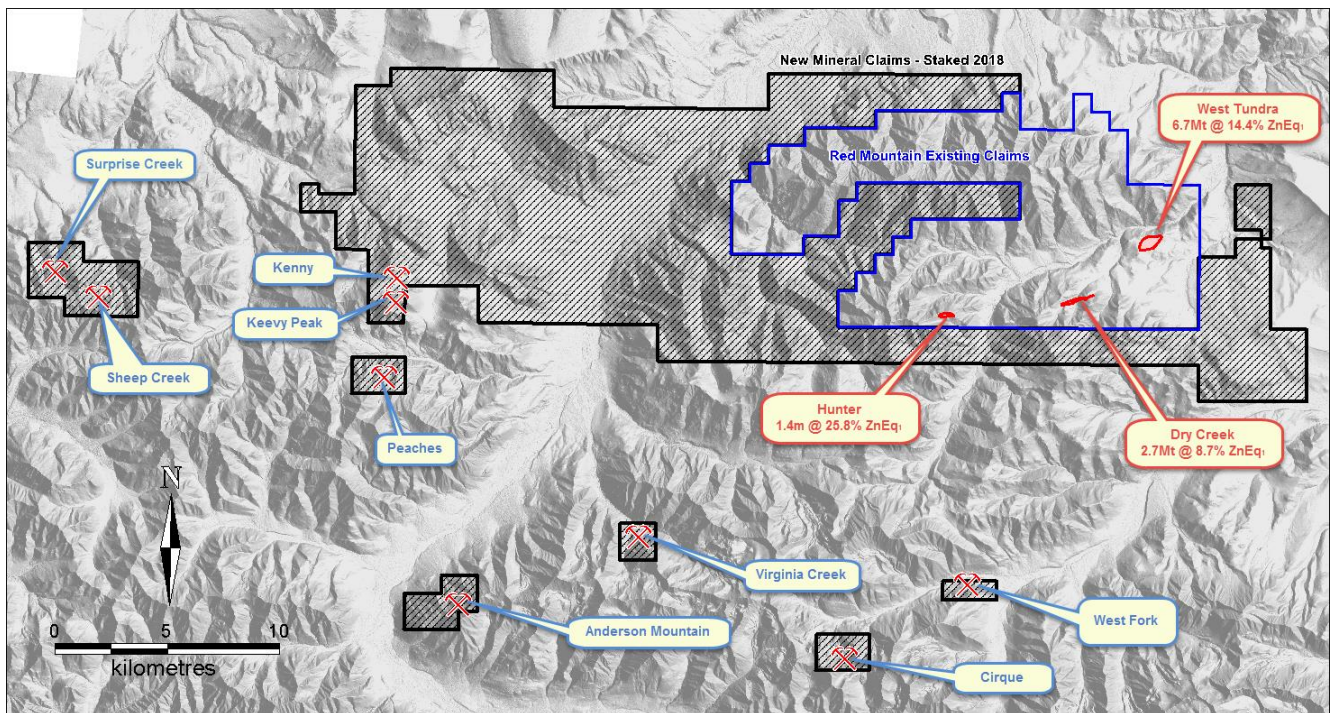 New Mineral Claims - Staked 2018
West Tundra
6.7Mt @ 14.4% ZnEq₁
Red Mountain Existing Claims
Surprise Creek
Kenny
Keevy Peak
Sheep Creek
Hunter
1.4m @ 25.8% ZnEq₁
Dry Creek
2.7Mt @ 8.7% ZnEq₁
Peaches
N
Virginia Creek
West Fork
Anderson Mountain
Cirque
0 5 10
kilometres